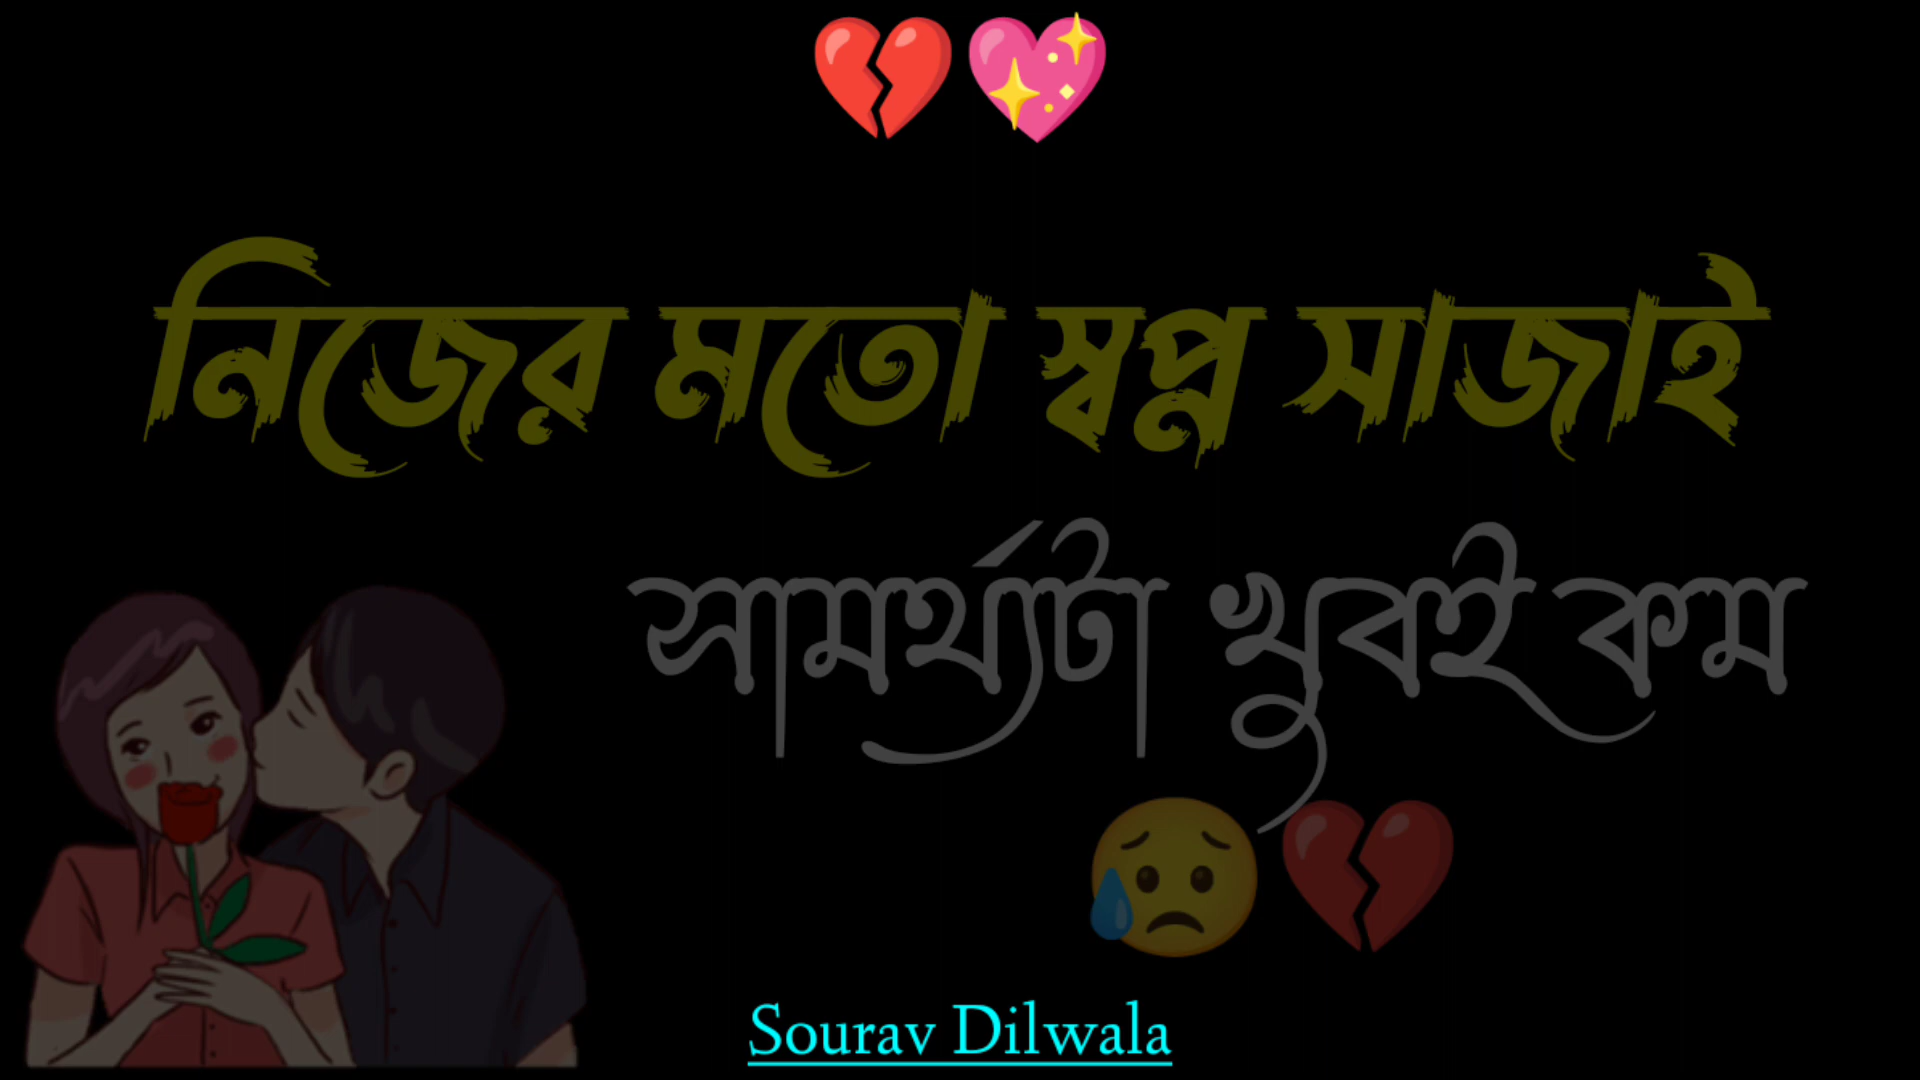 💔💖
নিজের মতো স্বপ্ন সাজাই
সামর্থ্যটা খুবই কম
😥💔
Sourav Dilwala